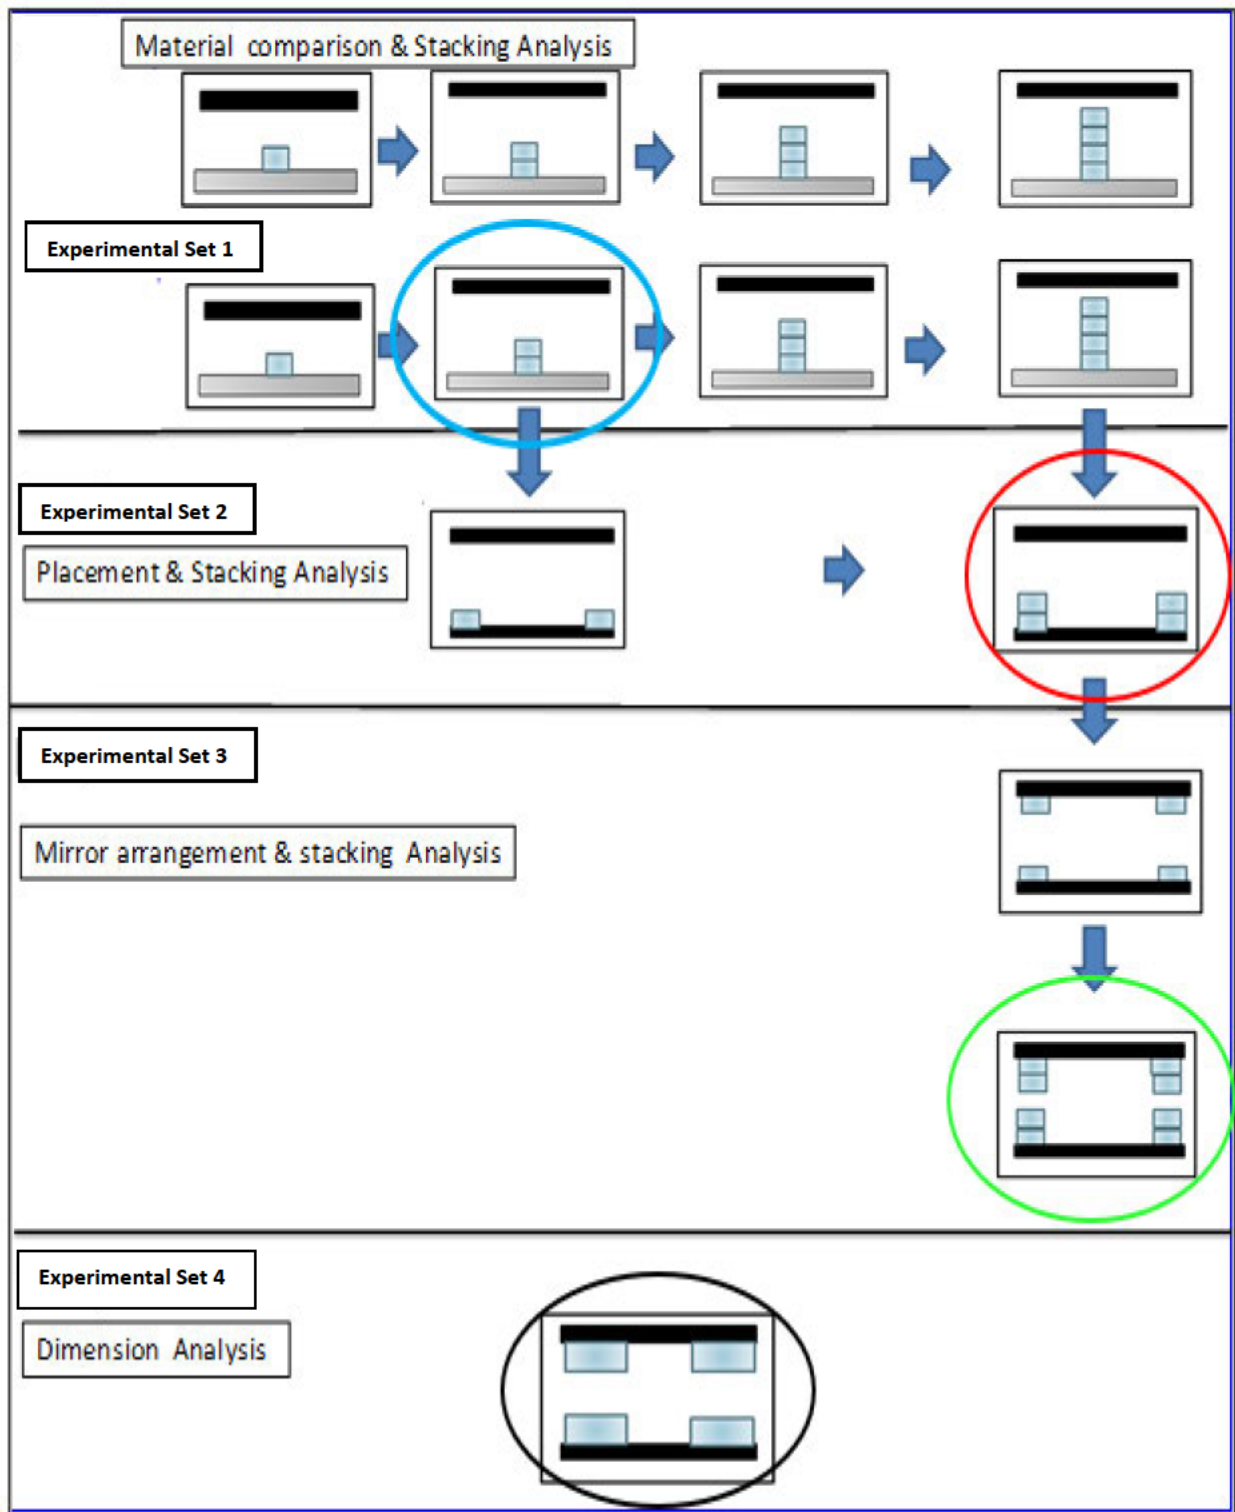 Material comparison & Stacking Analysis
Experimental Set 1
Experimental Set 2
Placement & Stacking Analysis
Experimental Set 3
Mirror arrangement & stacking Analysis
Experimental Set 4
Dimension Analysis